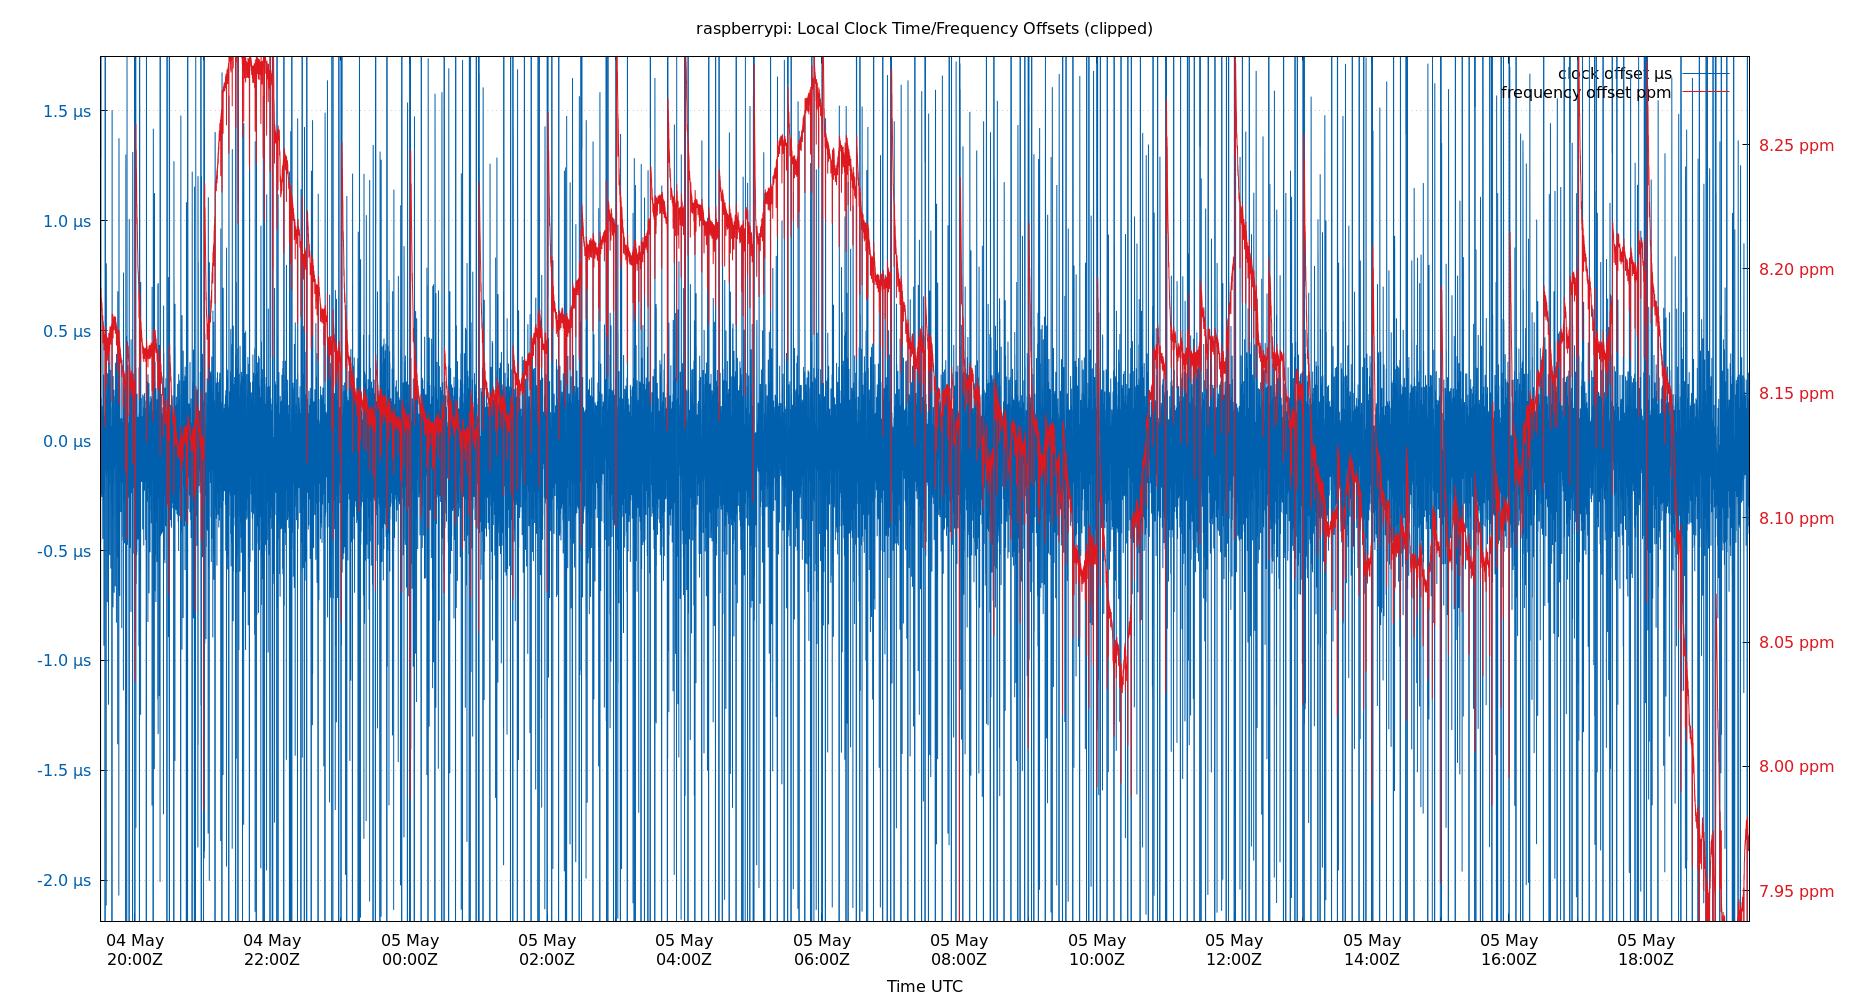 raspberrypi: Local Clock Time/Frequency Offsets (clipped)
clock offset µs
frequency offset ppm
1.5 µs
1.0 µs
0.5 µs
0.0 µs
-0.5 µs
-1.0 µs
-1.5 µs
-2.0 µs
8.25 ppm
8.20 ppm
8.15 ppm
8.10 ppm
8.05 ppm
8.00 ppm
7.95 ppm
04 May 04 May 05 May 05 May 05 May 05 May 05 May 05 May 05 May 05 May 05 May 05 May
20:00Z 22:00Z 00:00Z 02:00Z 04:00Z 06:00Z 08:00Z 10:00Z 12:00Z 14:00Z 16:00Z 18:00Z
Time UTC